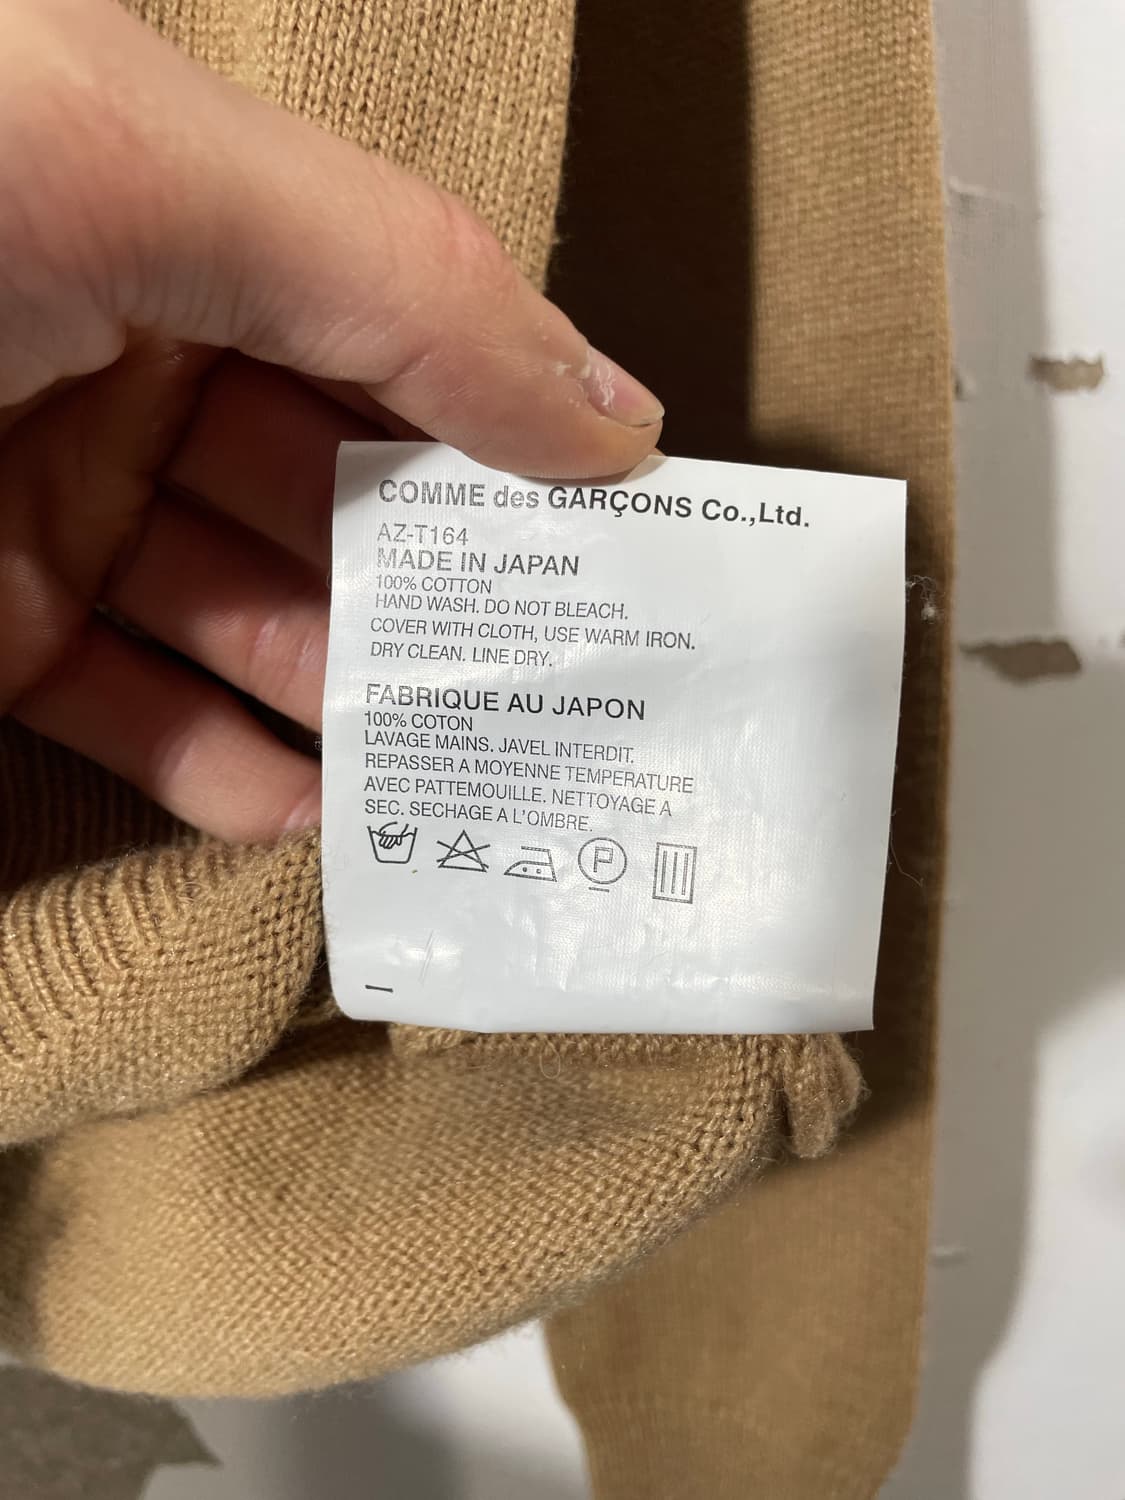 COMME des GARÇONS Co.,Ltd.
AZ-T164
MADE IN JAPAN
100% COTTON
HAND WASH. DO NOT BLEACH.
COVER WITH CLOTH, USE WARM IRON.
DRY CLEAN. LINE DRY.
FABRIQUE AU JAPON
100% COTON
LAVAGE MAINS. JAVEL INTERDIT.
REPASSER A MOYENNE TEMPERATURE
AVEC PATTEMOUILLE. NETTOYAGE A
SEC. SECHAGE A L'OMBRE.
P